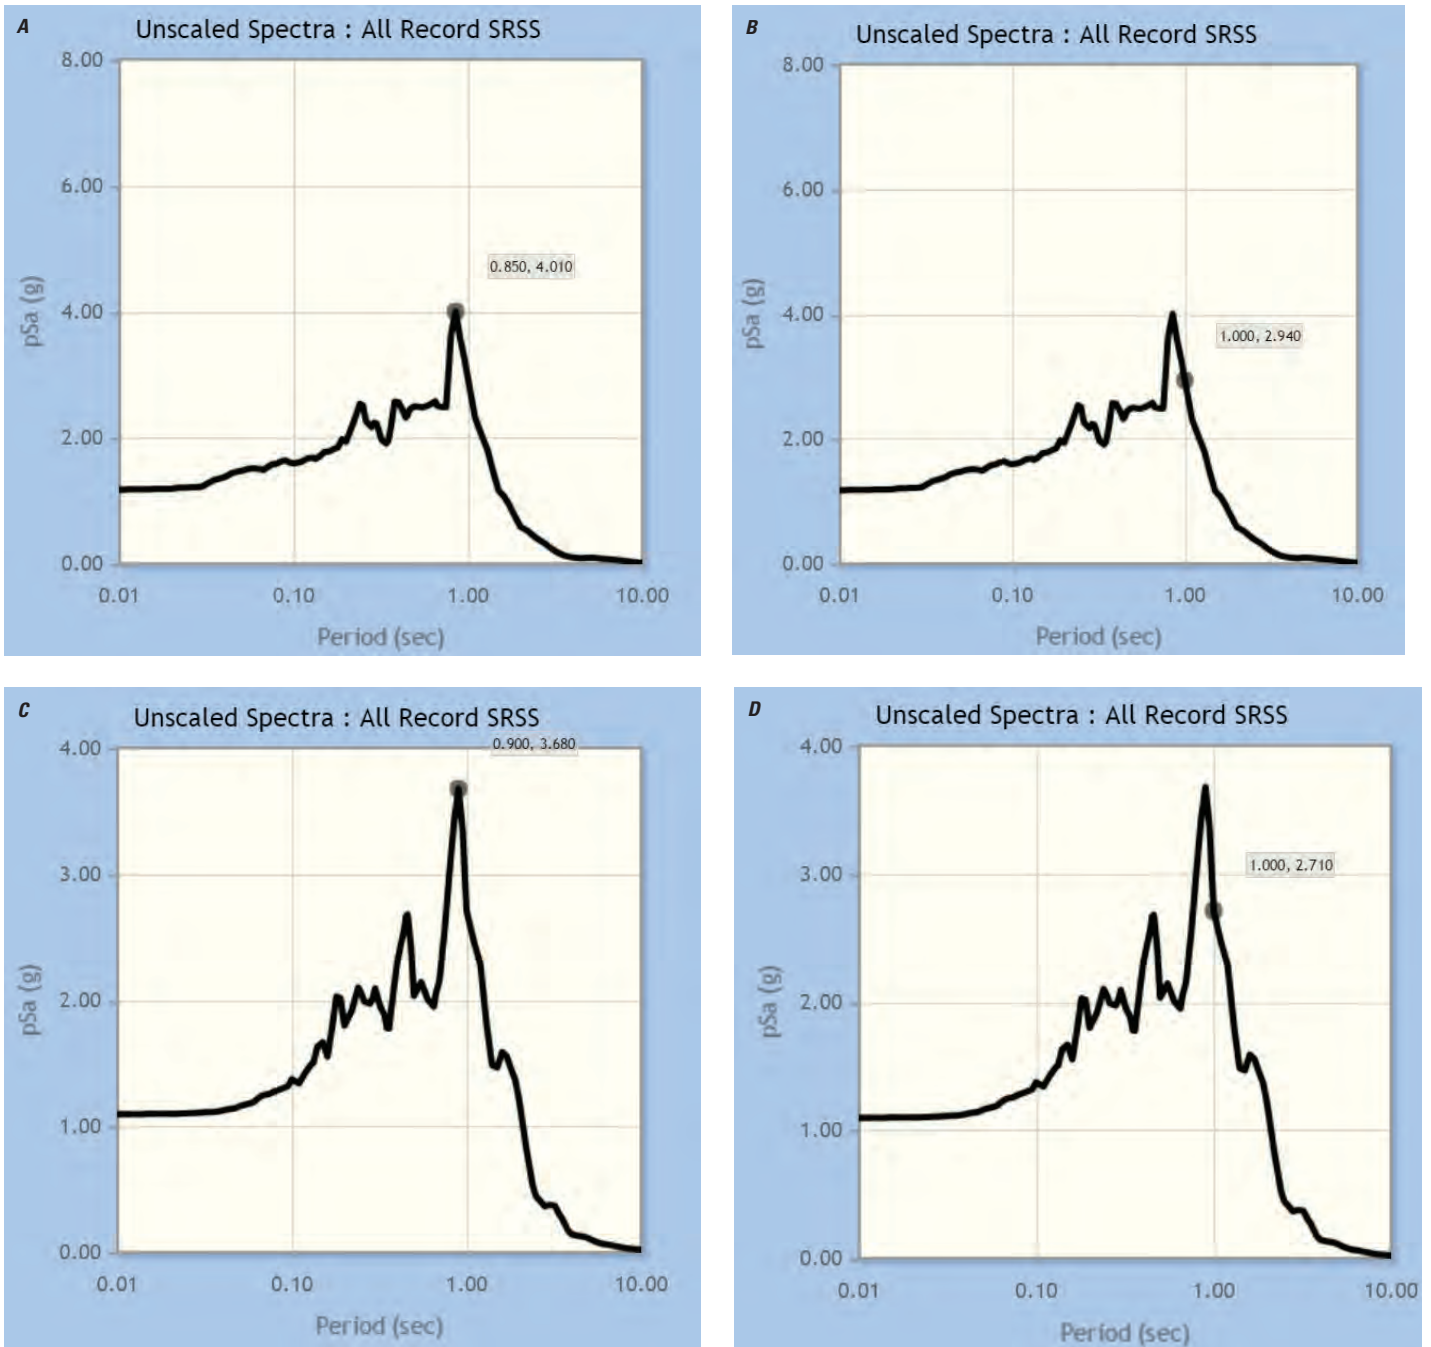 A
Unscaled Spectra : All Record SRSS
8.00
6.00
4.00
2.00
0.00
pSa (g)
0.850, 4.010
0.01 0.10 1.00 10.00
Period (sec)
B
Unscaled Spectra : All Record SRSS
8.00
6.00
4.00
2.00
0.00
pSa (g)
1.000, 2.940
0.01 0.10 1.00 10.00
Period (sec)
C
Unscaled Spectra : All Record SRSS
0.900, 3.680
4.00
3.00
2.00
1.00
0.00
pSa (g)
0.01 0.10 1.00 10.00
Period (sec)
D
Unscaled Spectra : All Record SRSS
4.00
3.00
2.00
1.00
0.00
pSa (g)
1.000, 2.710
0.01 0.10 1.00 10.00
Period (sec)